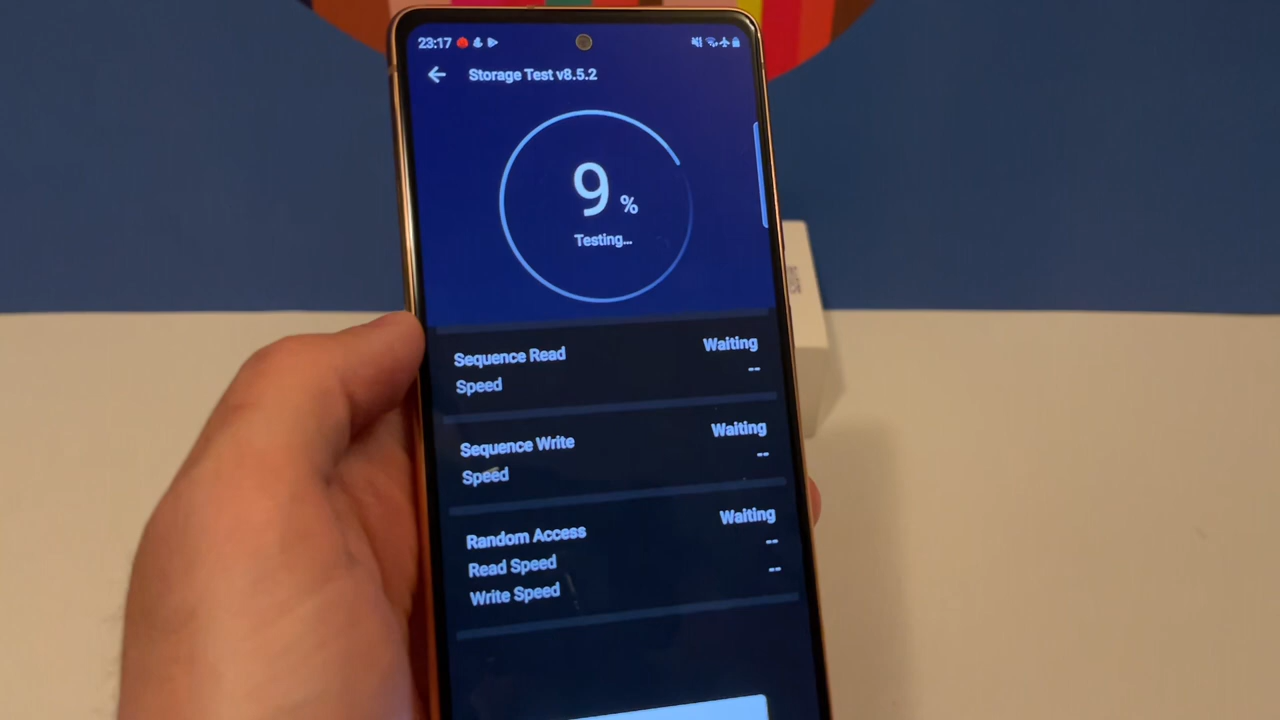 23:17
Storage Test v8.5.2
9 %
Testing...
Sequence Read Waiting
Speed --
Sequence Write Waiting
Speed --
Random Access Waiting
Read Speed --
Write Speed --